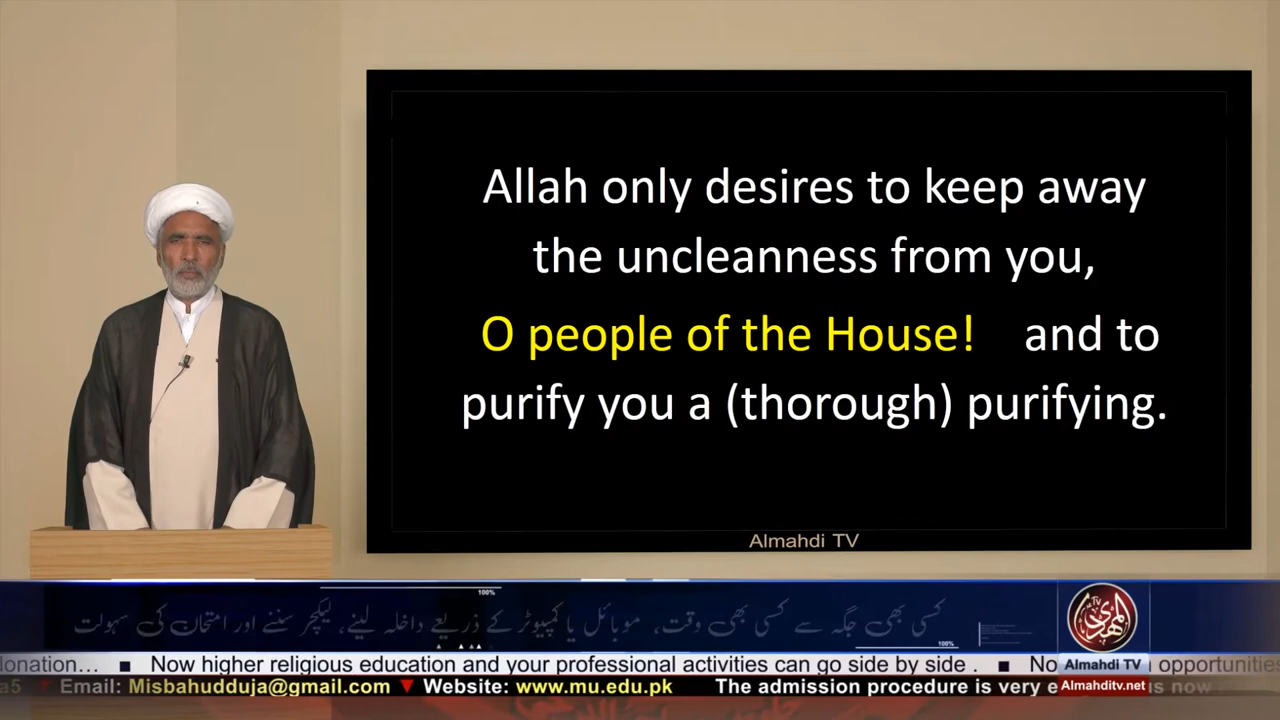 Allah only desires to keep away
the uncleanness from you,
O people of the House! and to
purify you a (thorough) purifying.
Almahdi TV
100%
کسی بھی جگہ سے کسی بھی وقت، موبائل یا کمپیوٹر کے ذریعے داخلہ لینے، لیکچر سننے اور امتحان کی سہولت
100%
Almahdi TV
donation... ■ Now higher religious education and your professional activities can go side by side . ■ No opportunitie
a5 ▼ Email: Misbahudduja@gmail.com ▼ Website: www.mu.edu.pk The admission procedure is very e s now
Almahditv.net